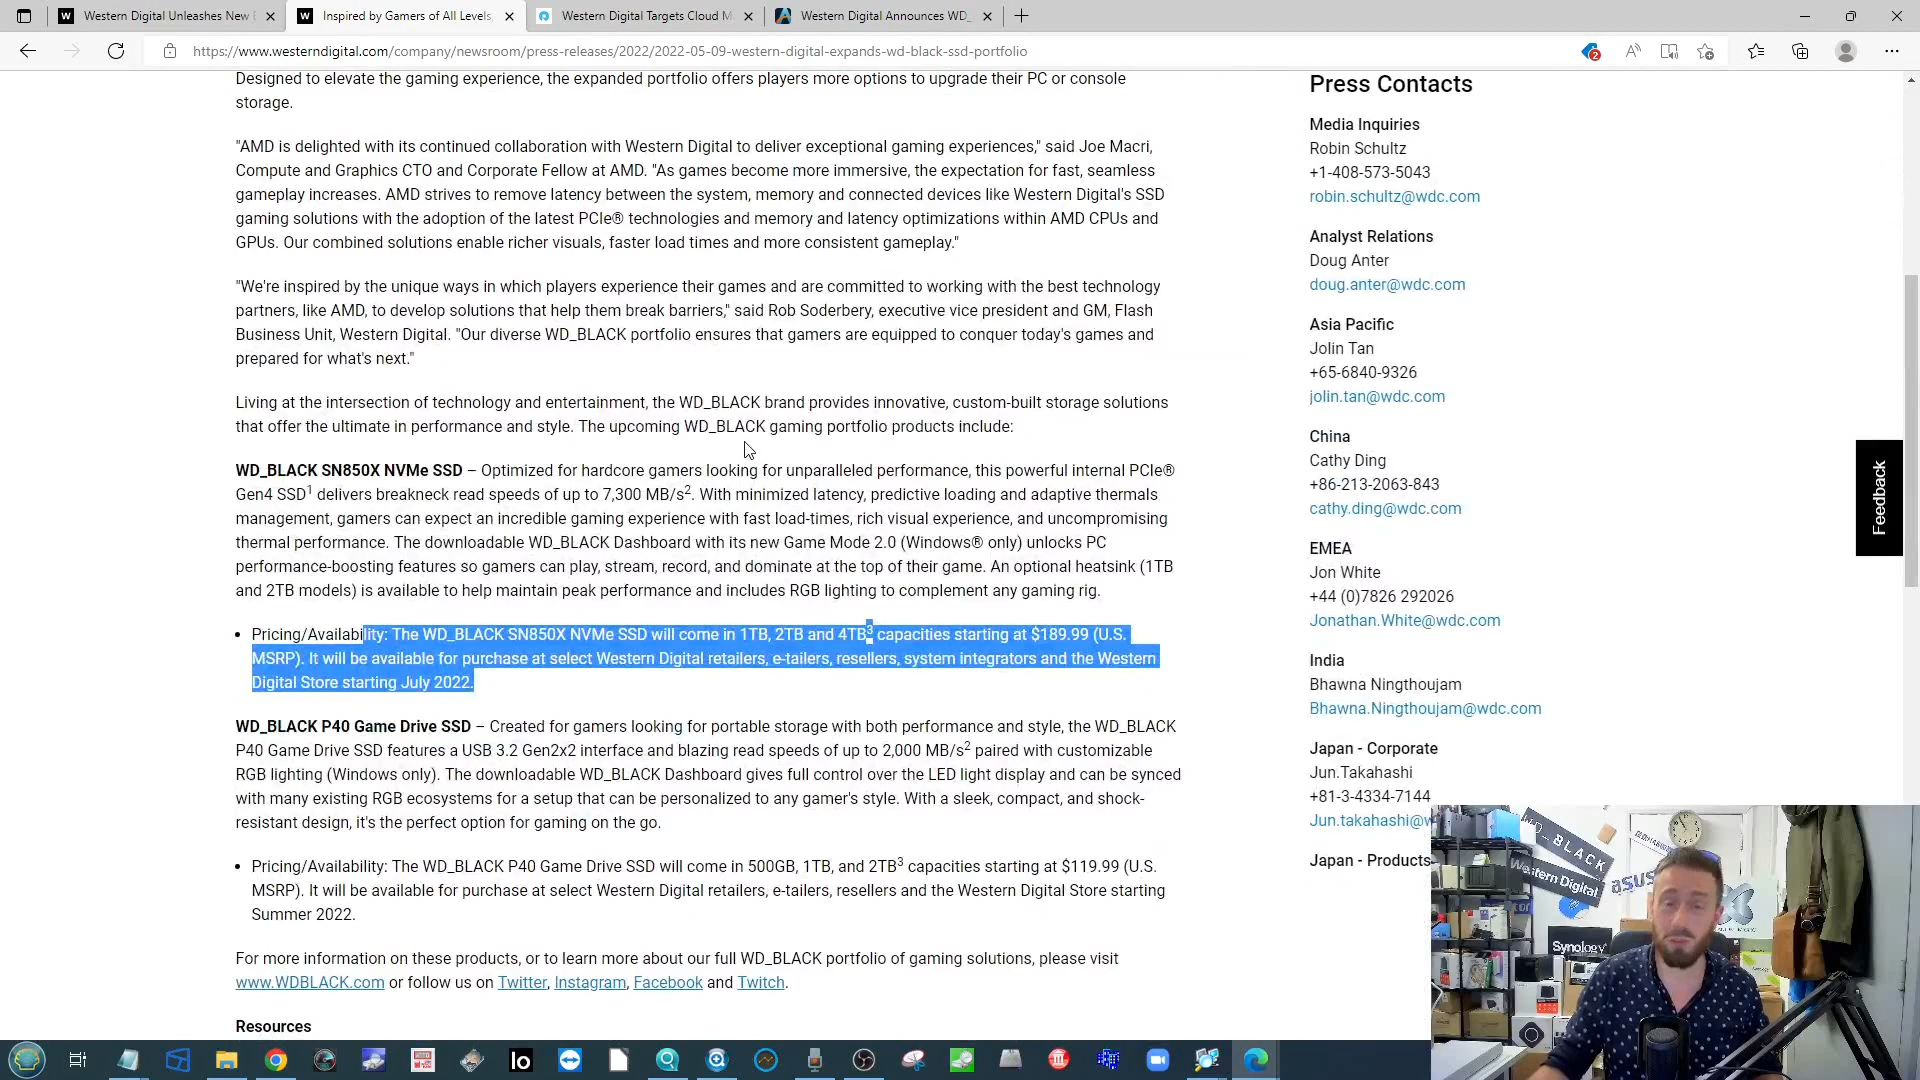 Western Digital Unleashes New
Inspired by Gamers of All Levels,
Western Digital Targets Cloud M
Western Digital Announces WD_
https://www.westerndigital.com/company/newsroom/press-releases/2022/2022-05-09-western-digital-expands-wd-black-ssd-portfolio
2
Designed to elevate the gaming experience, the expanded portfolio offers players more options to upgrade their PC or console
storage.
"AMD is delighted with its continued collaboration with Western Digital to deliver exceptional gaming experiences," said Joe Macri,
Compute and Graphics CTO and Corporate Fellow at AMD. "As games become more immersive, the expectation for fast, seamless
gameplay increases. AMD strives to remove latency between the system, memory and connected devices like Western Digital's SSD
gaming solutions with the adoption of the latest PCIe® technologies and memory and latency optimizations within AMD CPUs and
GPUs. Our combined solutions enable richer visuals, faster load times and more consistent gameplay."
"We're inspired by the unique ways in which players experience their games and are committed to working with the best technology
partners, like AMD, to develop solutions that help them break barriers," said Rob Soderbery, executive vice president and GM, Flash
Business Unit, Western Digital. "Our diverse WD_BLACK portfolio ensures that gamers are equipped to conquer today's games and
prepared for what's next."
Living at the intersection of technology and entertainment, the WD_BLACK brand provides innovative, custom-built storage solutions
that offer the ultimate in performance and style. The upcoming WD_BLACK gaming portfolio products include:
WD_BLACK SN850X NVMe SSD – Optimized for hardcore gamers looking for unparalleled performance, this powerful internal PCIe®
Gen4 SSD1 delivers breakneck read speeds of up to 7,300 MB/s2. With minimized latency, predictive loading and adaptive thermals
management, gamers can expect an incredible gaming experience with fast load-times, rich visual experience, and uncompromising
thermal performance. The downloadable WD_BLACK Dashboard with its new Game Mode 2.0 (Windows® only) unlocks PC
performance-boosting features so gamers can play, stream, record, and dominate at the top of their game. An optional heatsink (1TB
and 2TB models) is available to help maintain peak performance and includes RGB lighting to complement any gaming rig.
• Pricing/Availability: The WD_BLACK SN850X NVMe SSD will come in 1TB, 2TB and 4TB3 capacities starting at $189.99 (U.S.
MSRP). It will be available for purchase at select Western Digital retailers, e-tailers, resellers, system integrators and the Western
Digital Store starting July 2022.
WD_BLACK P40 Game Drive SSD – Created for gamers looking for portable storage with both performance and style, the WD_BLACK
P40 Game Drive SSD features a USB 3.2 Gen2x2 interface and blazing read speeds of up to 2,000 MB/s2 paired with customizable
RGB lighting (Windows only). The downloadable WD_BLACK Dashboard gives full control over the LED light display and can be synced
with many existing RGB ecosystems for a setup that can be personalized to any gamer's style. With a sleek, compact, and shock-
resistant design, it's the perfect option for gaming on the go.
• Pricing/Availability: The WD_BLACK P40 Game Drive SSD will come in 500GB, 1TB, and 2TB3 capacities starting at $119.99 (U.S.
MSRP). It will be available for purchase at select Western Digital retailers, e-tailers, resellers and the Western Digital Store starting
Summer 2022.
For more information on these products, or to learn more about our full WD_BLACK portfolio of gaming solutions, please visit
www.WDBLACK.com or follow us on Twitter, Instagram, Facebook and Twitch.
Resources
Press Contacts
Media Inquiries
Robin Schultz
+1-408-573-5043
robin.schultz@wdc.com
Analyst Relations
Doug Anter
doug.anter@wdc.com
Asia Pacific
Jolin Tan
+65-6840-9326
jolin.tan@wdc.com
China
Cathy Ding
+86-213-2063-843
cathy.ding@wdc.com
EMEA
Jon White
+44 (0)7826 292026
Jonathan.White@wdc.com
India
Bhawna Ningthoujam
Bhawna.Ningthoujam@wdc.com
Japan - Corporate
Jun.Takahashi
+81-3-4334-7144
Jun.takahashi@w
Japan - Products
Feedback
WD_BLACK
Western Digital
ASUS
Synology
lo